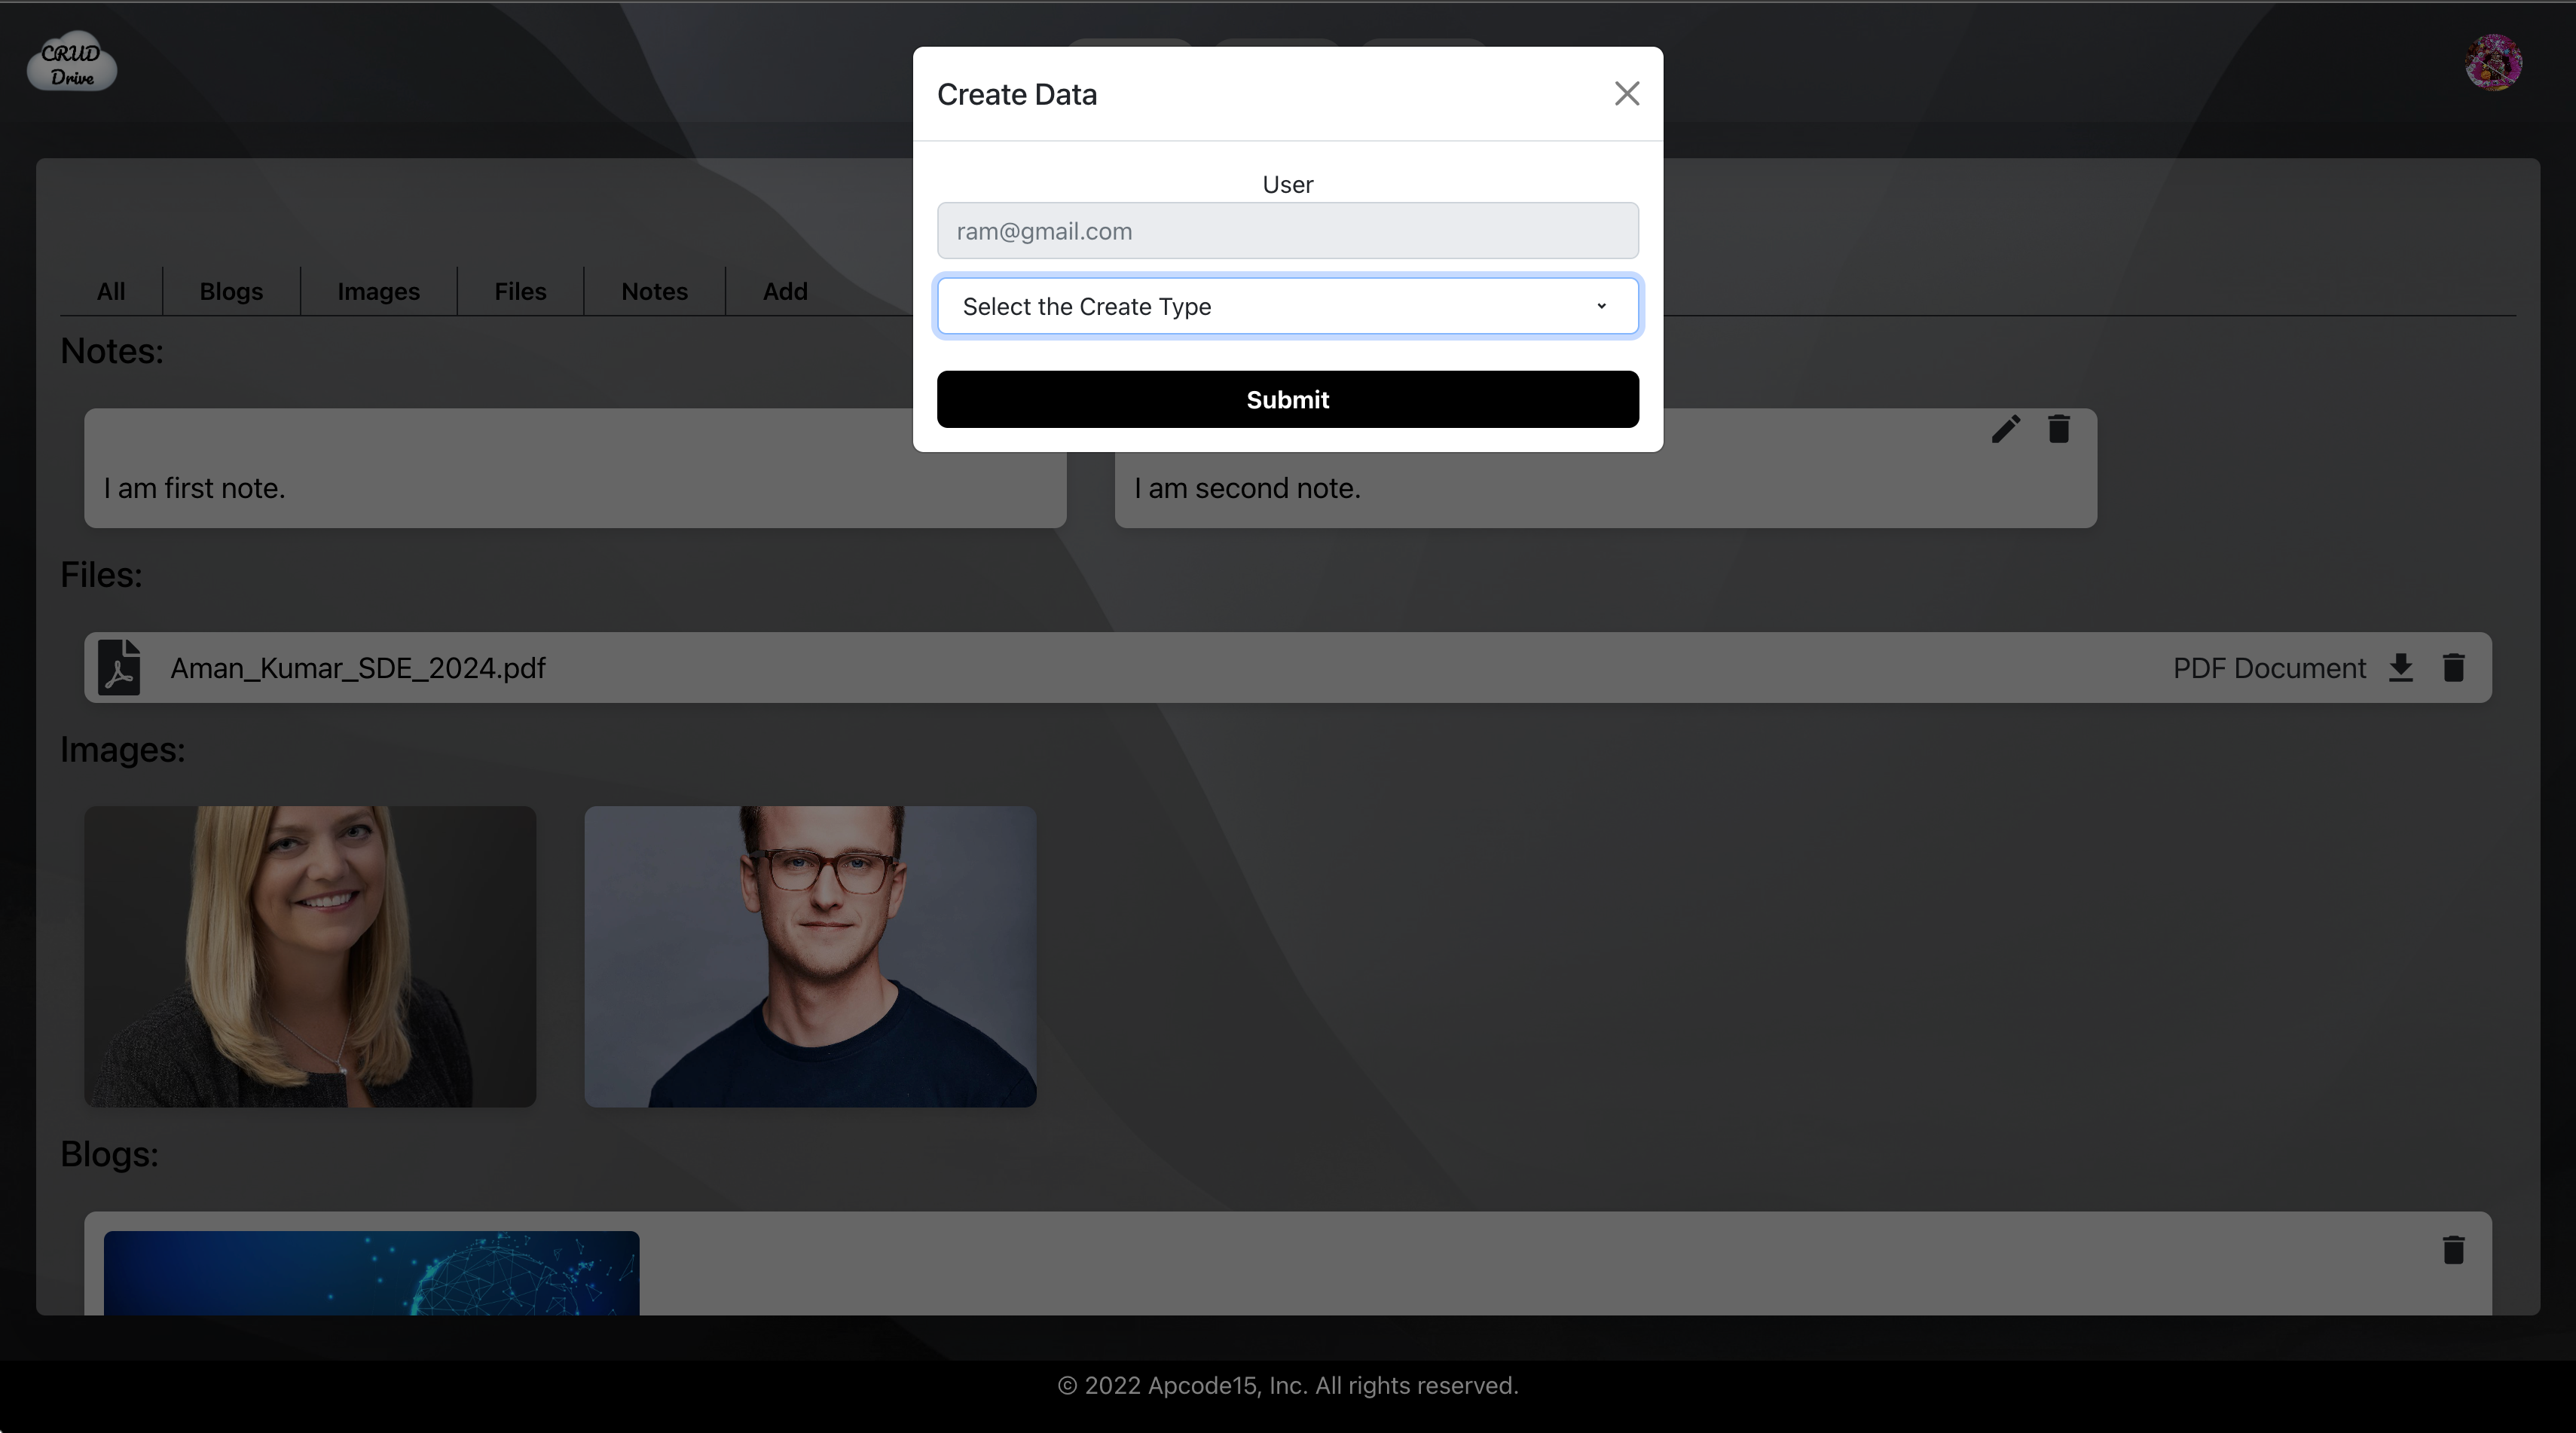 CRUD
Drive
Create Data
User
ram@gmail.com
Select the Create Type
Submit
All
Blogs
Images
Files
Notes
Add
Notes:
I am first note.
I am second note.
Files:
Aman_Kumar_SDE_2024.pdf
PDF Document
Images:
Blogs:
© 2022 Apcode15, Inc. All rights reserved.